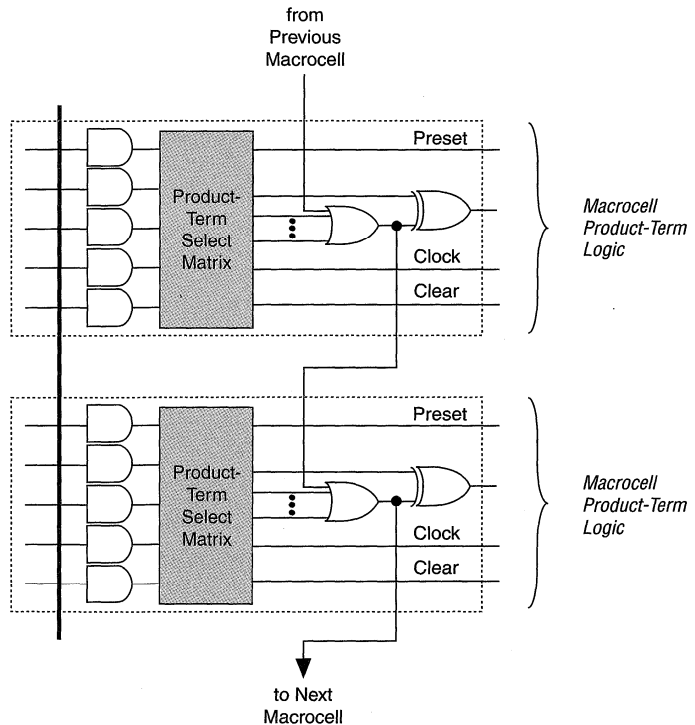 from
Previous
Macrocell
Preset
Product-
Term
Select
Matrix
Clock
Clear
Macrocell
Product-Term
Logic
Preset
Product-
Term
Select
Matrix
Clock
Clear
Macrocell
Product-Term
Logic
to Next
Macrocell